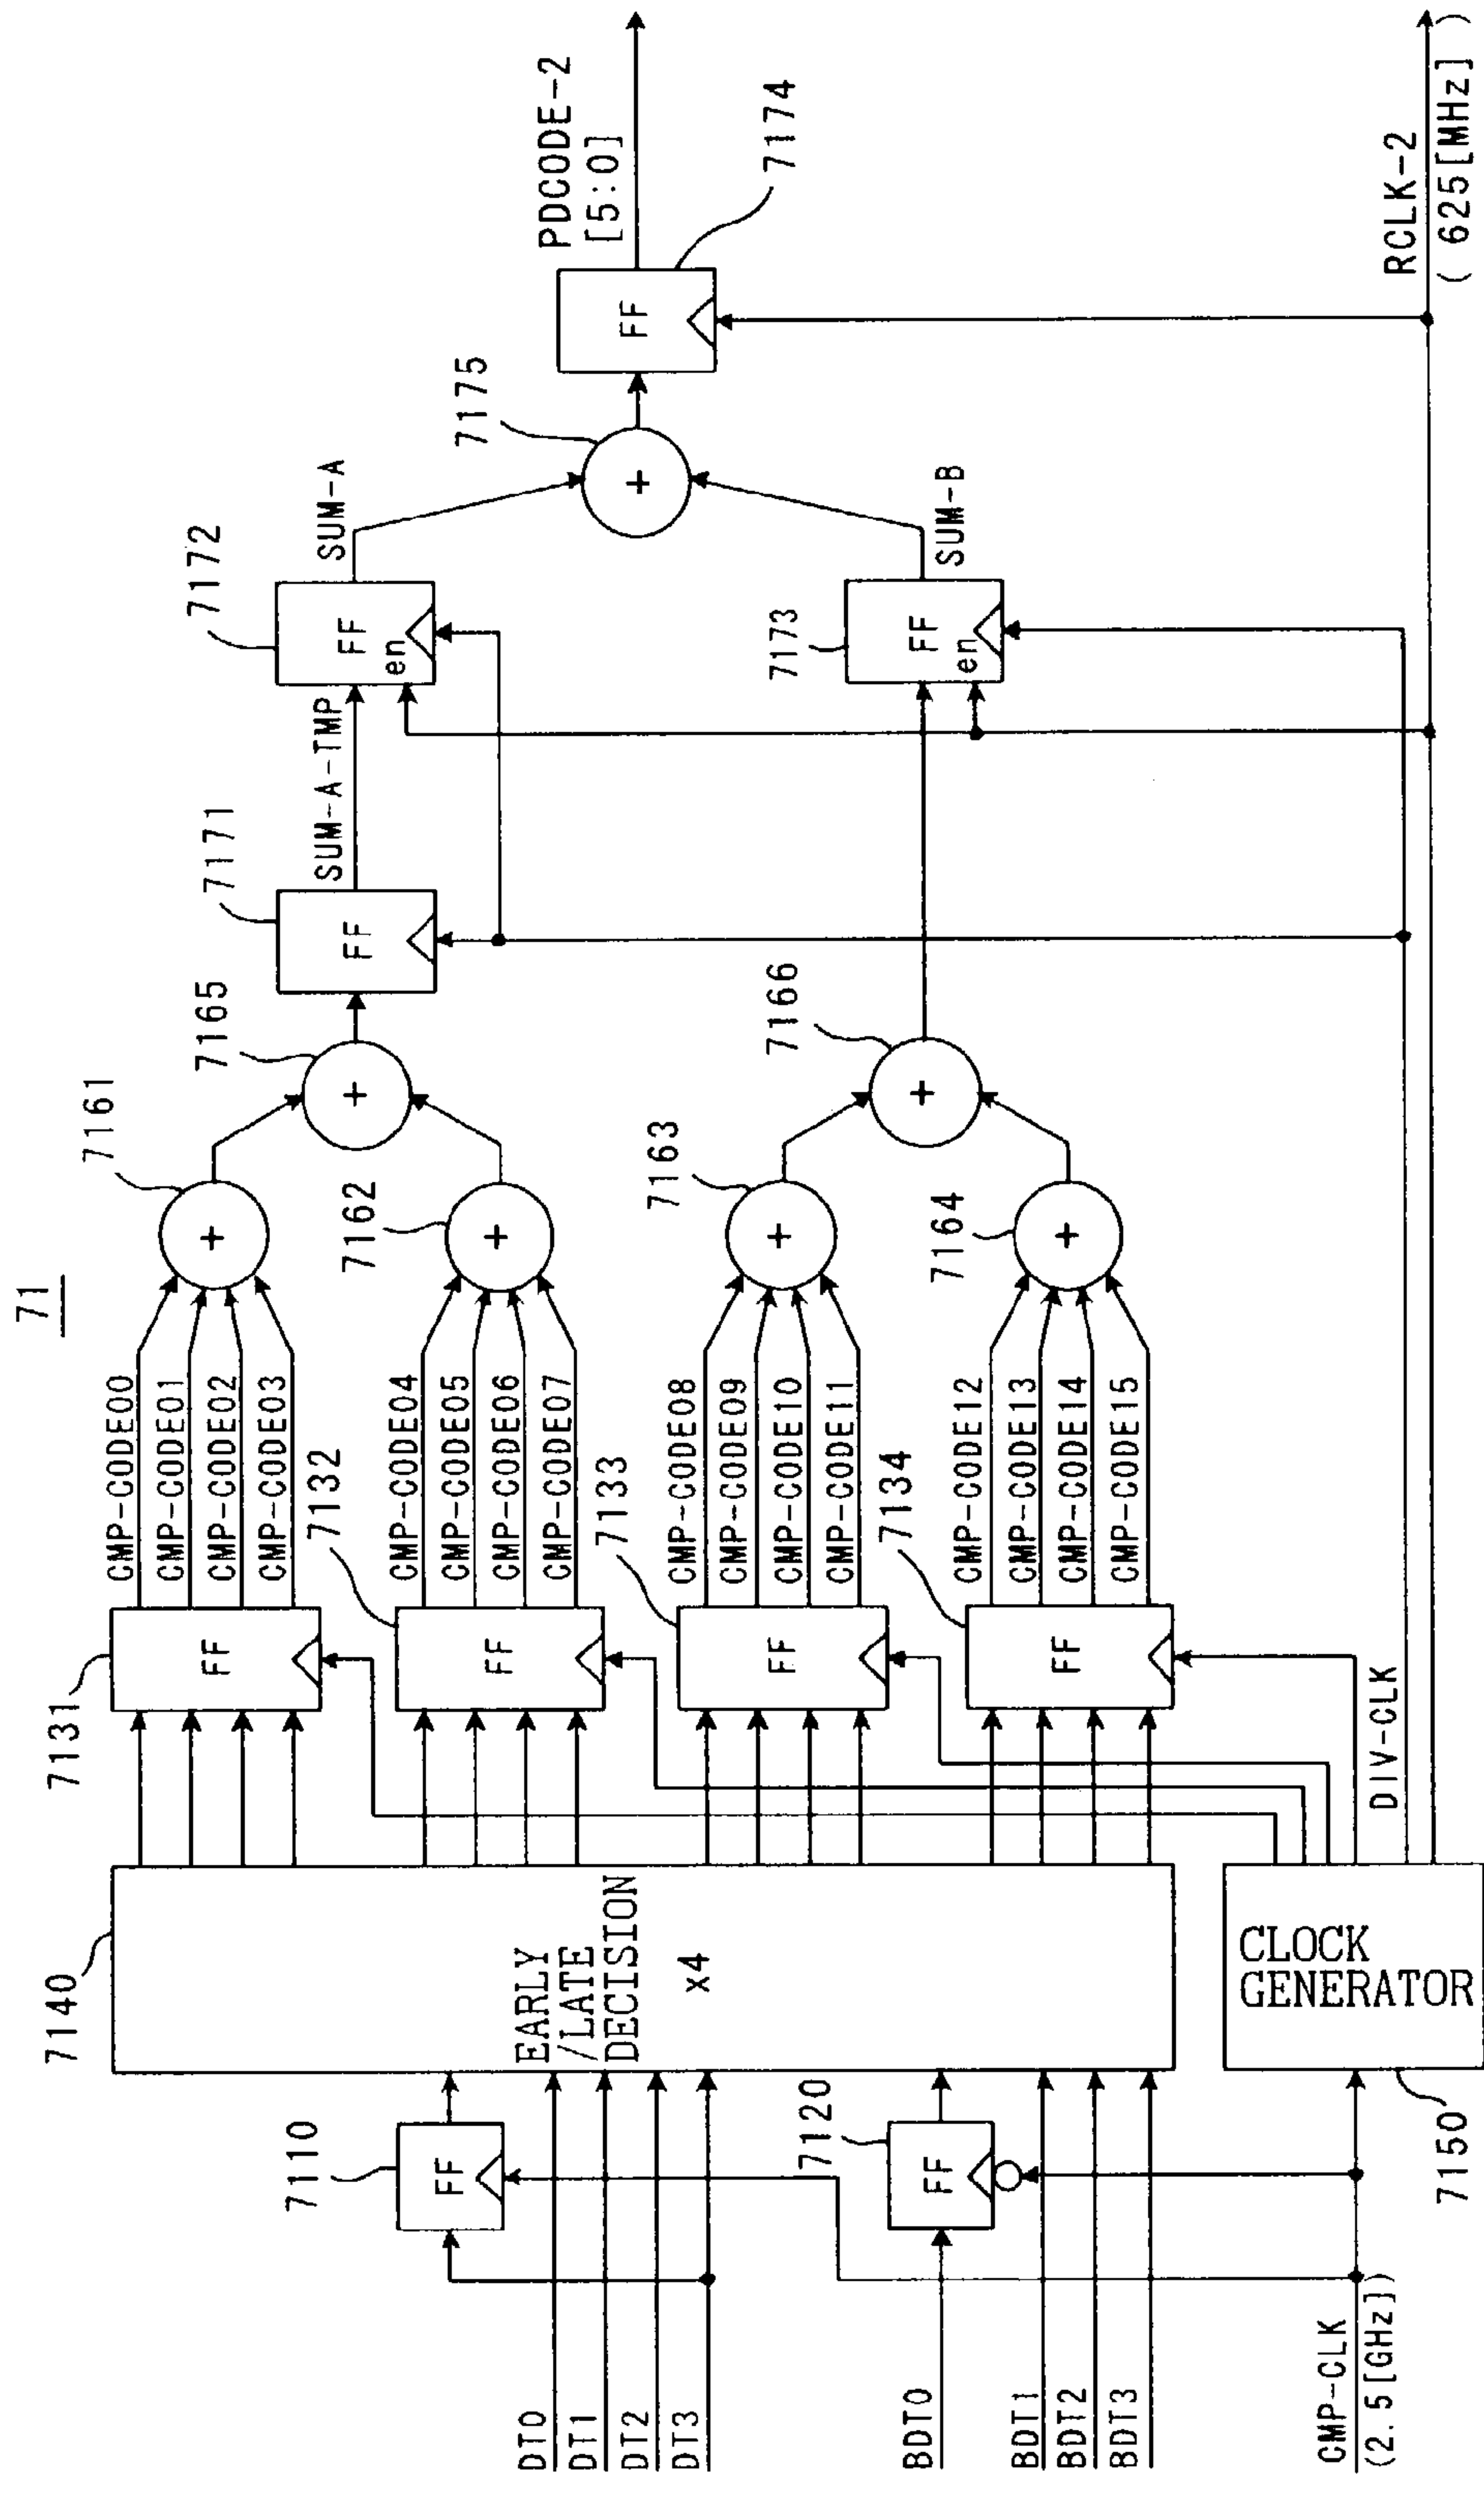 71
7140
EARLY
/LATE
DECISION
x4
7110
FF
7120
FF
DT0
DT1
DT2
DT3
BDT0
BDT1
BDT2
BDT3
CMP-CLK
(2.5[GHz])
7150
CLOCK
GENERATOR
DIV-CLK
7131
FF
CMP-CODE00
CMP-CODE01
CMP-CODE02
CMP-CODE03
7132
FF
CMP-CODE04
CMP-CODE05
CMP-CODE06
CMP-CODE07
7133
FF
CMP-CODE08
CMP-CODE09
CMP-CODE10
CMP-CODE11
7134
FF
CMP-CODE12
CMP-CODE13
CMP-CODE14
CMP-CODE15
7161
+
7162
+
7163
+
7164
+
7165
+
7166
+
7171
FF
SUM-A-TMP
7172
FF
en
SUM-A
7173
FF
en
SUM-B
7175
+
7174
FF
PDCODE-2
[5:0]
RCLK-2
( 625[MHz] )